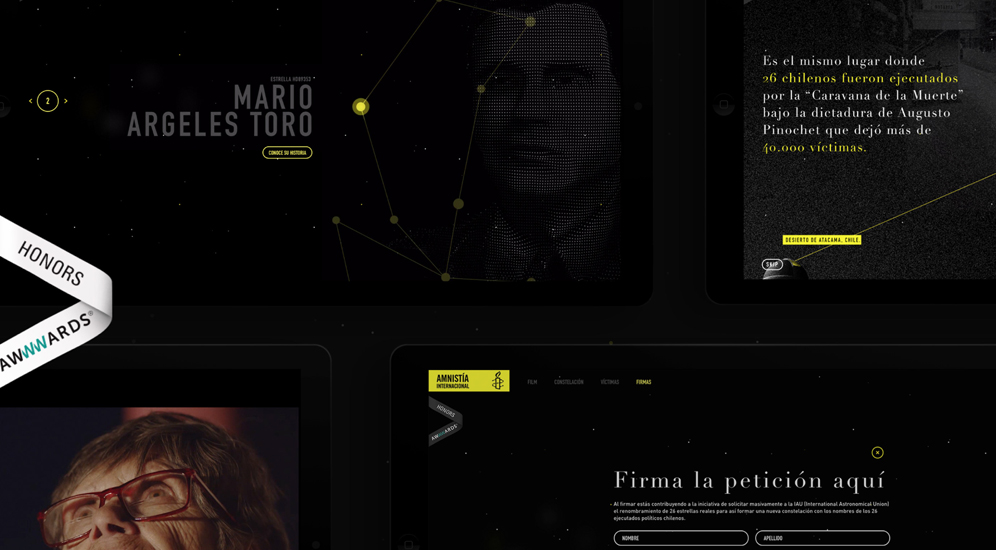 ESTRELLA HD89353
MARIO
ARGELES TORO
< 2 >
CONOCE SU HISTORIA
Es el mismo lugar donde
26 chilenos fueron ejecutados
por la “Caravana de la Muerte”
bajo la dictadura de Augusto
Pinochet que dejó más de
40.000 víctimas.
DESIERTO DE ATACAMA, CHILE
SKIP
HONORS
AWWWARDS®
AMNISTÍA
INTERNACIONAL
FILM CONSTELACIÓN VÍCTIMAS FIRMAS
HONORS
AWWWARDS
Firma la petición aquí
Al firmar estás contribuyendo a la iniciativa de solicitar masivamente a la IAU (International Astronomical Union)
el renombramiento de 26 estrellas reales para así formar una nueva constelación con los nombres de los 26
ejecutados políticos chilenos.
NOMBRE APELLIDO